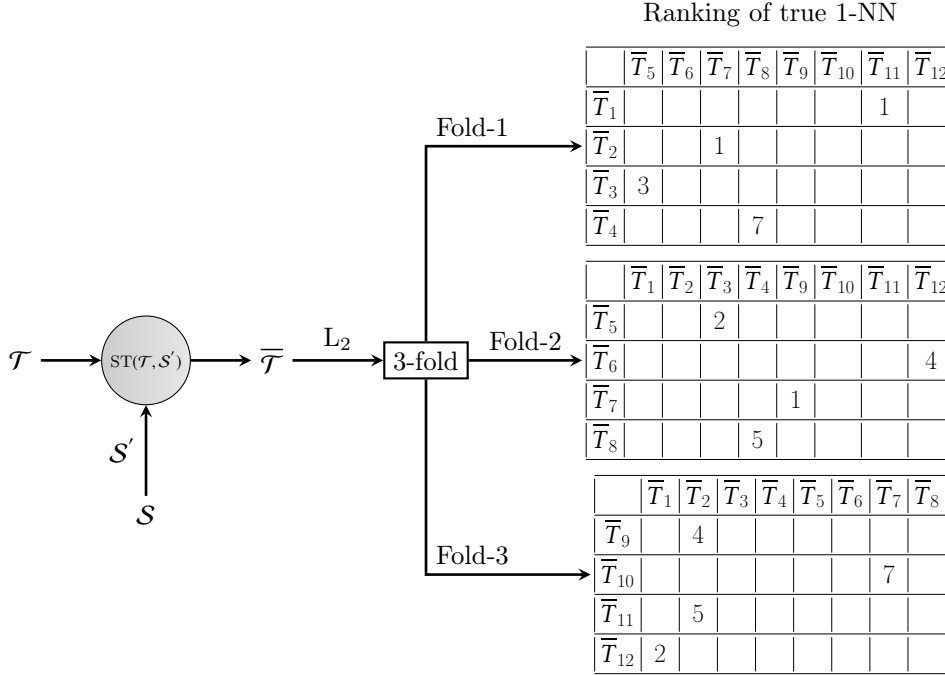 Ranking of true 1-NN
T̅₅ T̅₆ T̅₇ T̅₈ T̅₉ T̅₁₀ T̅₁₁ T̅₁₂
T̅₁ 1
T̅₂ 1
T̅₃ 3
T̅₄ 7
Fold-1
T̅₁ T̅₂ T̅₃ T̅₄ T̅₉ T̅₁₀ T̅₁₁ T̅₁₂
T̅₅ 2
T̅₆ 4
T̅₇ 1
T̅₈ 5
𝒯 ST(𝒯, 𝒮′) 𝒯̅ L₂ 3-fold Fold-2
𝒮′
𝒮
Fold-3
T̅₁ T̅₂ T̅₃ T̅₄ T̅₅ T̅₆ T̅₇ T̅₈
T̅₉ 4
T̅₁₀ 7
T̅₁₁ 5
T̅₁₂ 2